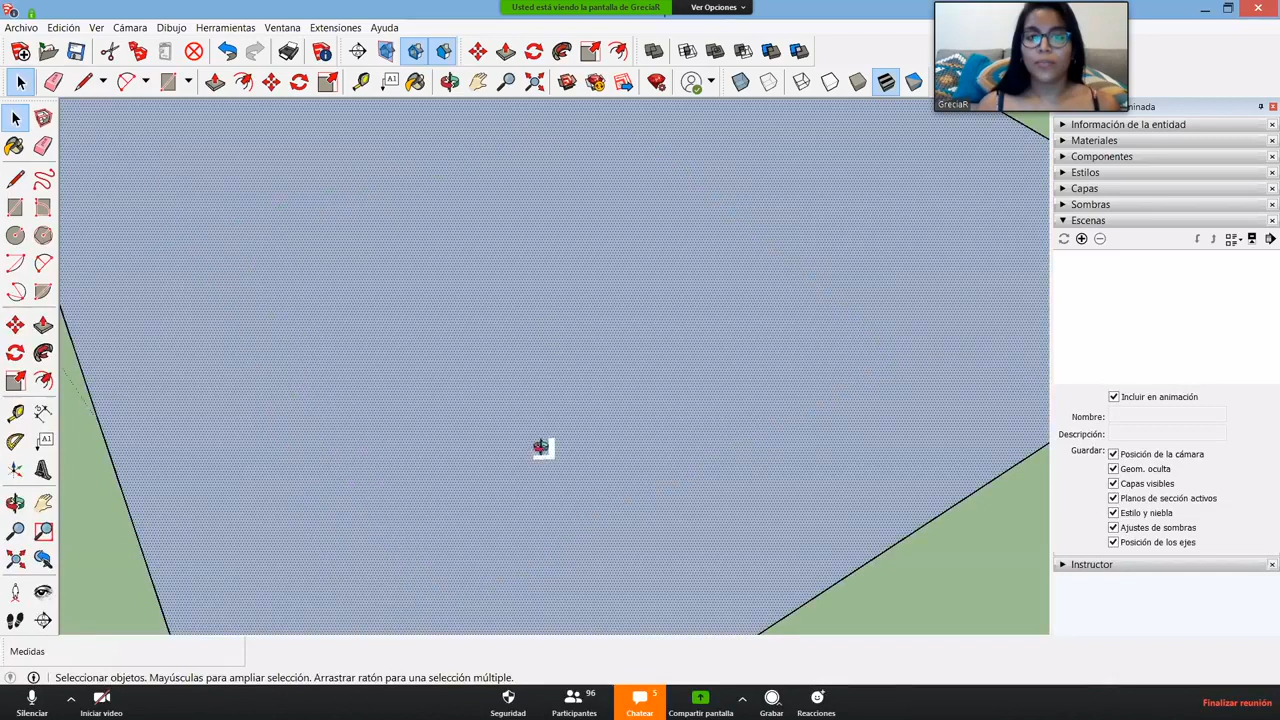 Usted está viendo la pantalla de GreciaR
Ver Opciones
Archivo Edición Ver Cámara Dibujo Herramientas Ventana Extensiones Ayuda
GreciaR
minada
Información de la entidad
Materiales
Componentes
Estilos
Capas
Sombras
Escenas
Incluir en animación
Nombre:
Descripción:
Guardar: Posición de la cámara
Geom. oculta
Capas visibles
Planos de sección activos
Estilo y niebla
Ajustes de sombras
Posición de los ejes
Instructor
Medidas
Seleccionar objetos. Mayúsculas para ampliar selección. Arrastrar ratón para una selección múltiple.
96
5
Silenciar Iniciar video Seguridad Participantes Chatear Compartir pantalla Grabar Reacciones Finalizar reunión